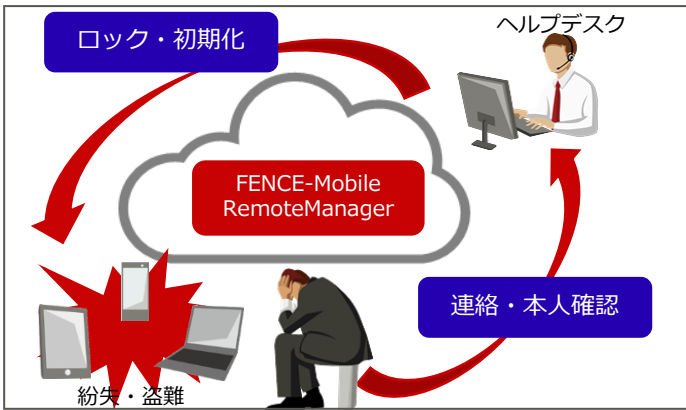 ロック・初期化
ヘルプデスク
FENCE-Mobile
RemoteManager
連絡・本人確認
紛失・盗難